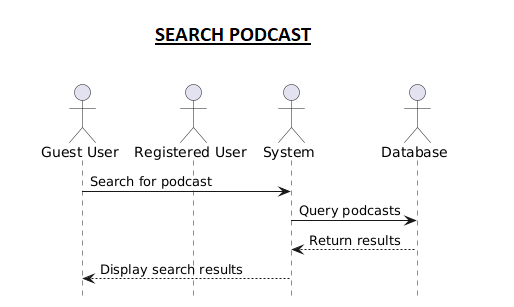 SEARCH PODCAST
Guest User Registered User System Database
Search for podcast
Query podcasts
Return results
Display search results